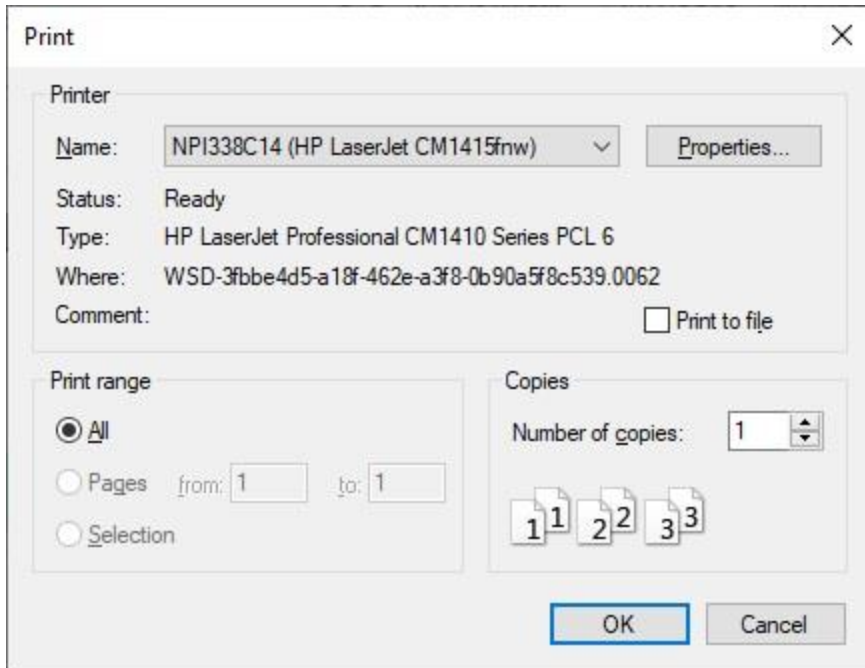 Print
Printer
Name: NPI338C14 (HP LaserJet CM1415fnw) Properties...
Status: Ready
Type: HP LaserJet Professional CM1410 Series PCL 6
Where: WSD-3fbbe4d5-a18f-462e-a3f8-0b90a5f8c539.0062
Comment:
Print to file
Print range
All
Pages from: 1 to: 1
Selection
Copies
Number of copies: 1
1 1 2 2 3 3
OK Cancel